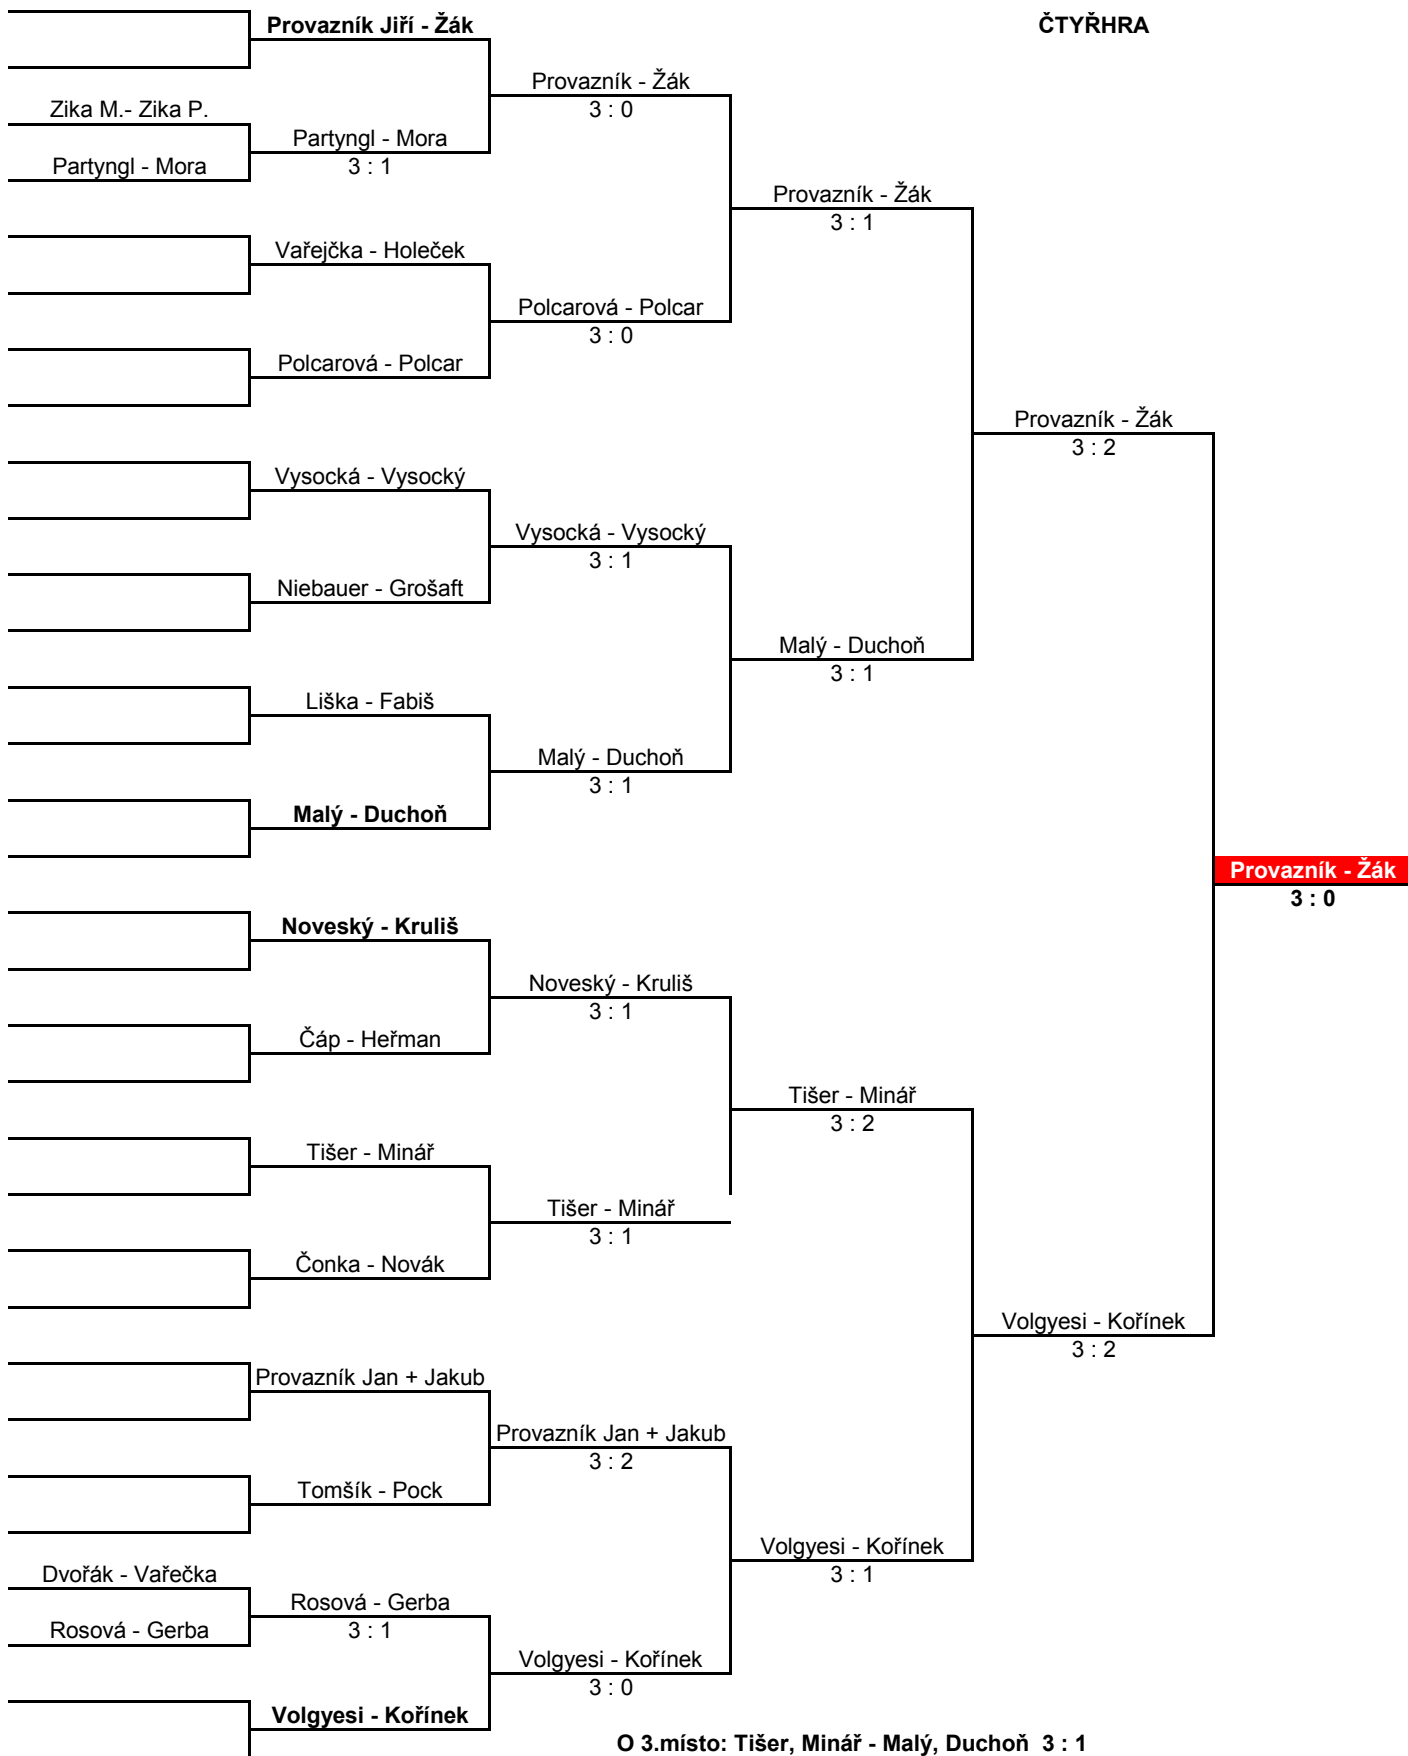 ČTYŘHRA
Provazník Jiří - Žák
Provazník - Žák
3 : 0
Zika M.- Zika P.
Partyngl - Mora
3 : 1
Partyngl - Mora
Provazník - Žák
3 : 1
Vařejčka - Holeček
Polcarová - Polcar
3 : 0
Polcarová - Polcar
Provazník - Žák
3 : 2
Vysocká - Vysocký
Vysocká - Vysocký
3 : 1
Niebauer - Grošaft
Malý - Duchoň
3 : 1
Liška - Fabiš
Malý - Duchoň
3 : 1
Malý - Duchoň
Provazník - Žák
3 : 0
Noveský - Kruliš
Noveský - Kruliš
3 : 1
Čáp - Heřman
Tišer - Minář
3 : 2
Tišer - Minář
Tišer - Minář
3 : 1
Čonka - Novák
Volgyesi - Kořínek
3 : 2
Provazník Jan + Jakub
Provazník Jan + Jakub
3 : 2
Tomšík - Pock
Volgyesi - Kořínek
3 : 1
Dvořák - Vařečka
Rosová - Gerba
3 : 1
Rosová - Gerba
Volgyesi - Kořínek
3 : 0
Volgyesi - Kořínek
O 3.místo: Tišer, Minář - Malý, Duchoň  3 : 1